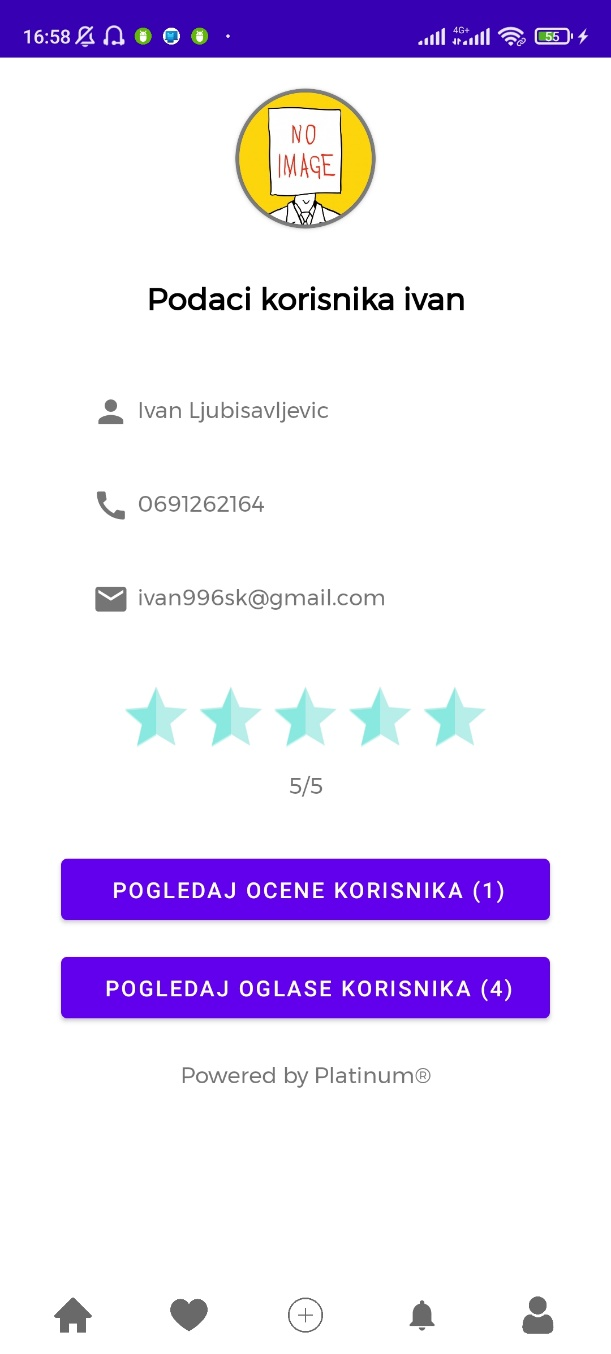 16:58
4G+
55
NO
IMAGE
Podaci korisnika ivan
Ivan Ljubisavljevic
0691262164
ivan996sk@gmail.com
5/5
POGLEDAJ OCENE KORISNIKA (1)
POGLEDAJ OGLASE KORISNIKA (4)
Powered by Platinum®